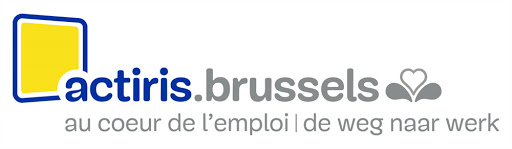 actiris.brussels
au coeur de l'emploi | de weg naar werk